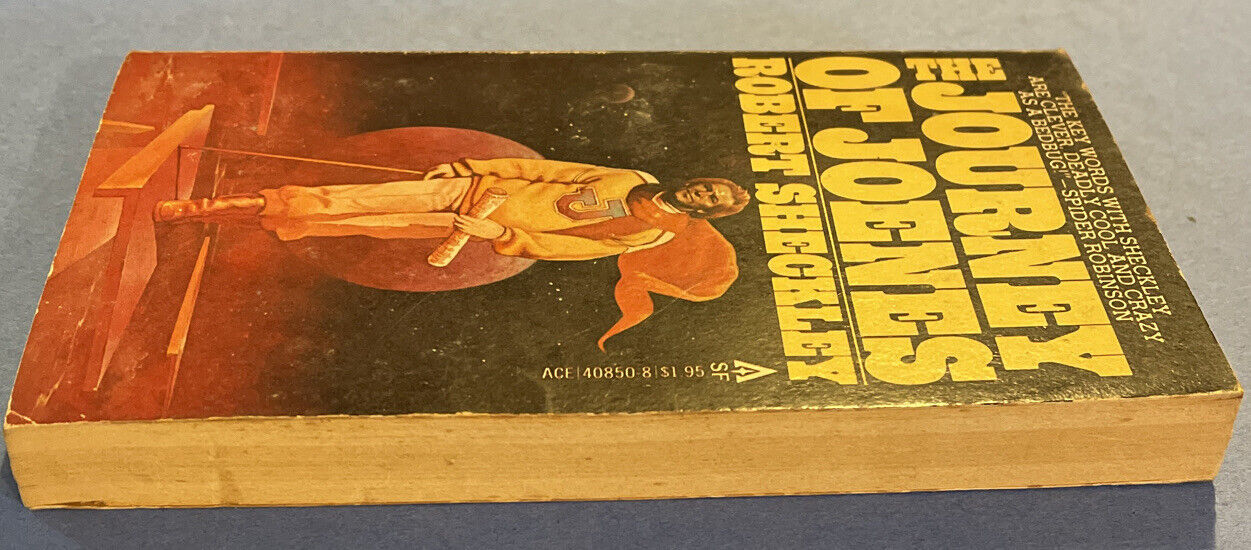 "THE KEY WORDS WITH SHECKLEY
ARE CLEVER, DEADLY COOL AND CRAZY
AS A BEDBUG!" — SPIDER ROBINSON
THE
JOURNEY
OF JOENES
ROBERT SHECKLEY
J
ACE|40850-8|$1.95 SF